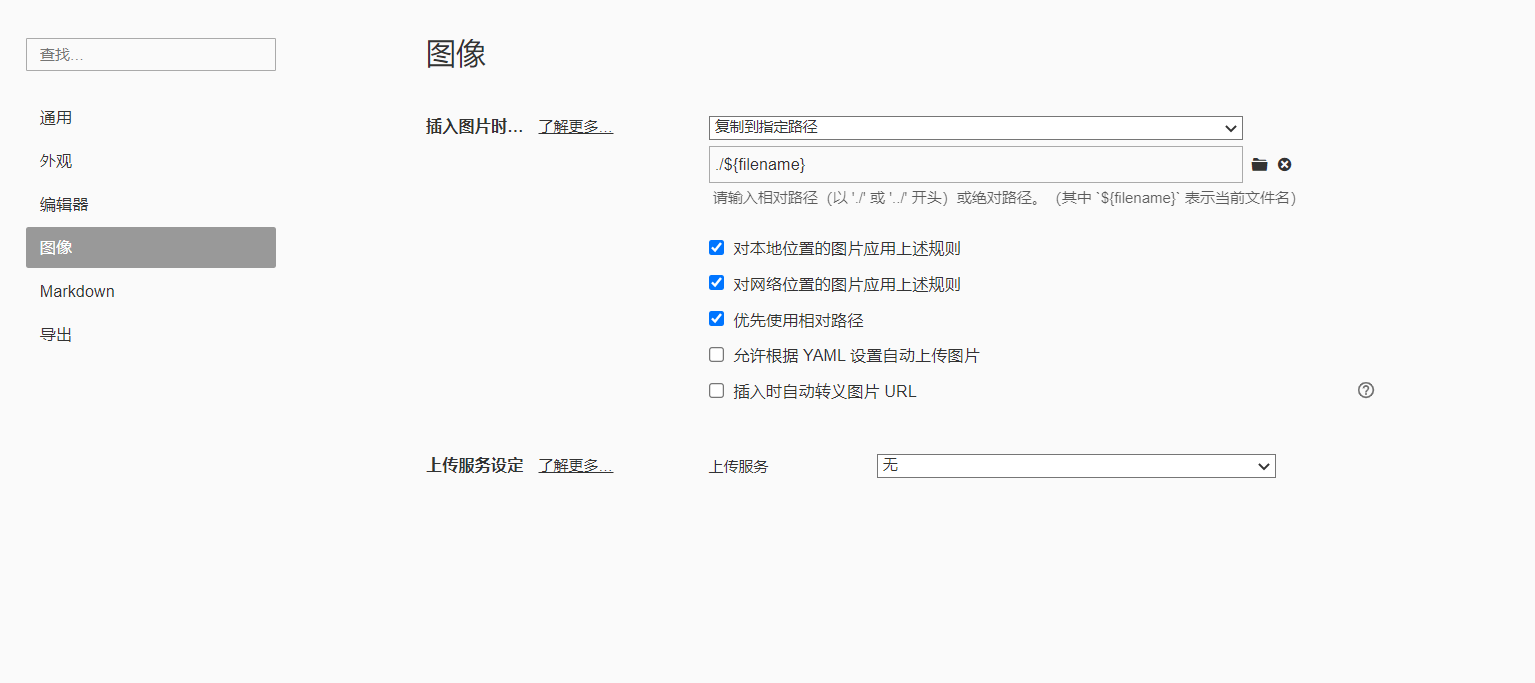 查找...
通用
外观
编辑器
图像
Markdown
导出
图像
插入图片时... 了解更多... 复制到指定路径
./${filename}
请输入相对路径（以 './' 或 '../' 开头）或绝对路径。（其中 `${filename}` 表示当前文件名）
对本地位置的图片应用上述规则
对网络位置的图片应用上述规则
优先使用相对路径
允许根据 YAML 设置自动上传图片
插入时自动转义图片 URL
上传服务设定 了解更多... 上传服务 无